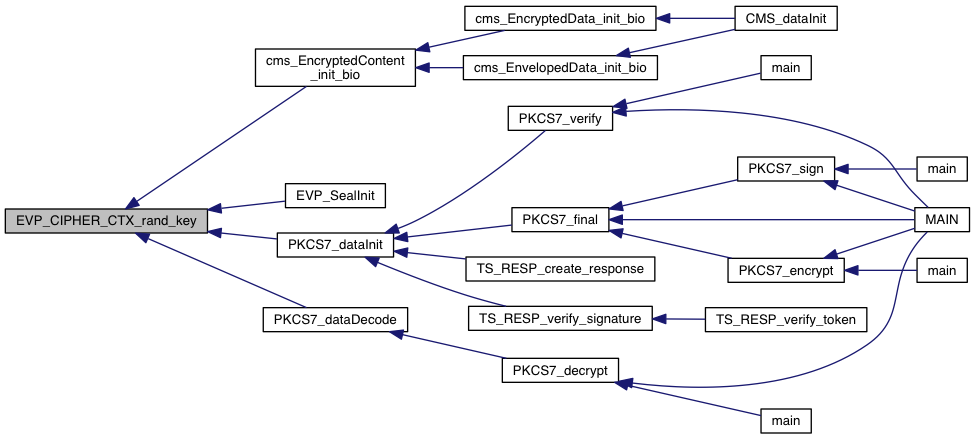 cms_EncryptedData_init_bio
CMS_dataInit
cms_EncryptedContent
_init_bio
cms_EnvelopedData_init_bio
main
PKCS7_verify
PKCS7_sign
main
EVP_SealInit
EVP_CIPHER_CTX_rand_key
PKCS7_final
MAIN
PKCS7_dataInit
TS_RESP_create_response
PKCS7_encrypt
main
PKCS7_dataDecode
TS_RESP_verify_signature
TS_RESP_verify_token
PKCS7_decrypt
main